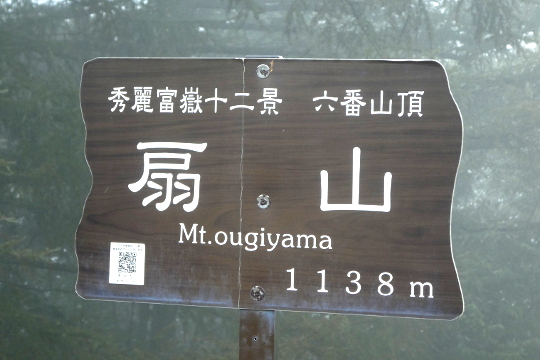 秀麗富嶽十二景　六番山頂
扇山
Mt.ougiyama
1138m